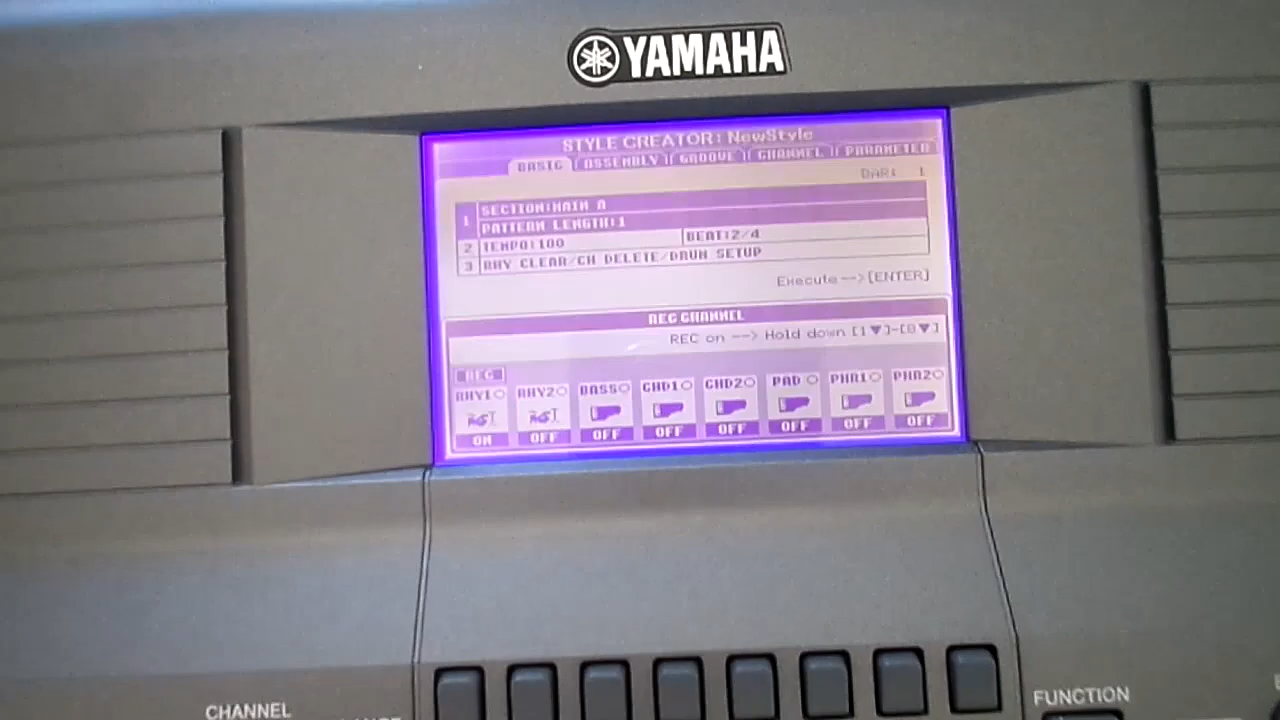 YAMAHA
STYLE CREATOR: NewStyle
BASIC ASSEMBLY GROOVE CHANNEL PARAMETER
BAR: 1
1 SECTION:MAIN A
PATTERN LENGTH:1
2 TEMPO:100 BEAT:2/4
3 RHY CLEAR/CH DELETE/DRUM SETUP
Execute-->[ENTER]
REC CHANNEL
REC on --> Hold down [1▼]-[8▼]
REC
RHY1 RHY2 BASS CHD1 CHD2 PAD PHR1 PHR2
ON OFF OFF OFF OFF OFF OFF OFF
CHANNEL FUNCTION